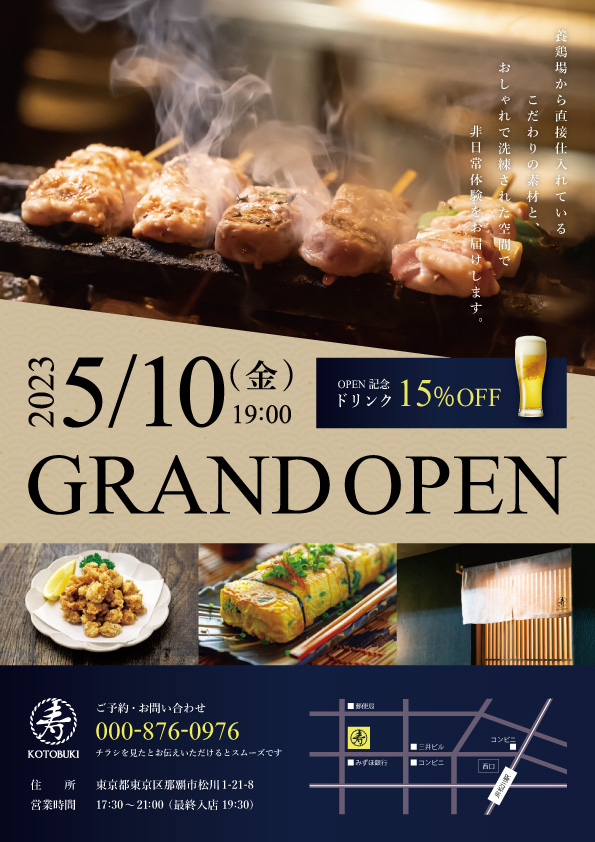 養鶏場から直接仕入れている
こだわりの素材と、
おしゃれで洗練された空間で
非日常体験をお届けします。
2023
5/10(金)
19:00
OPEN 記念
ドリンク 15%OFF
GRAND OPEN
寿
寿
KOTOBUKI
ご予約・お問い合わせ
000-876-0976
チラシを見たとお伝えいただけるとスムーズです
住 所 東京都東京区那覇市松川1-21-8
営業時間 17:30～21:00（最終入店 19:30）
郵便局
寿
三井ビル
コンビニ
みずほ銀行
コンビニ
西口
JR松川駅